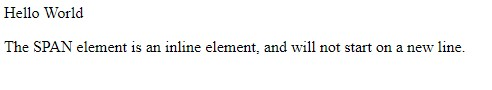 Hello World
The SPAN element is an inline element, and will not start on a new line.